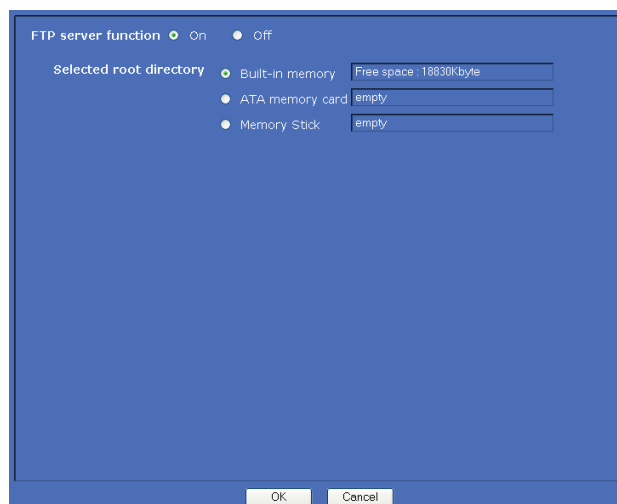 FTP server function On Off
Selected root directory Built-in memory Free space : 18830Kbyte
ATA memory card empty
Memory Stick empty
OK Cancel